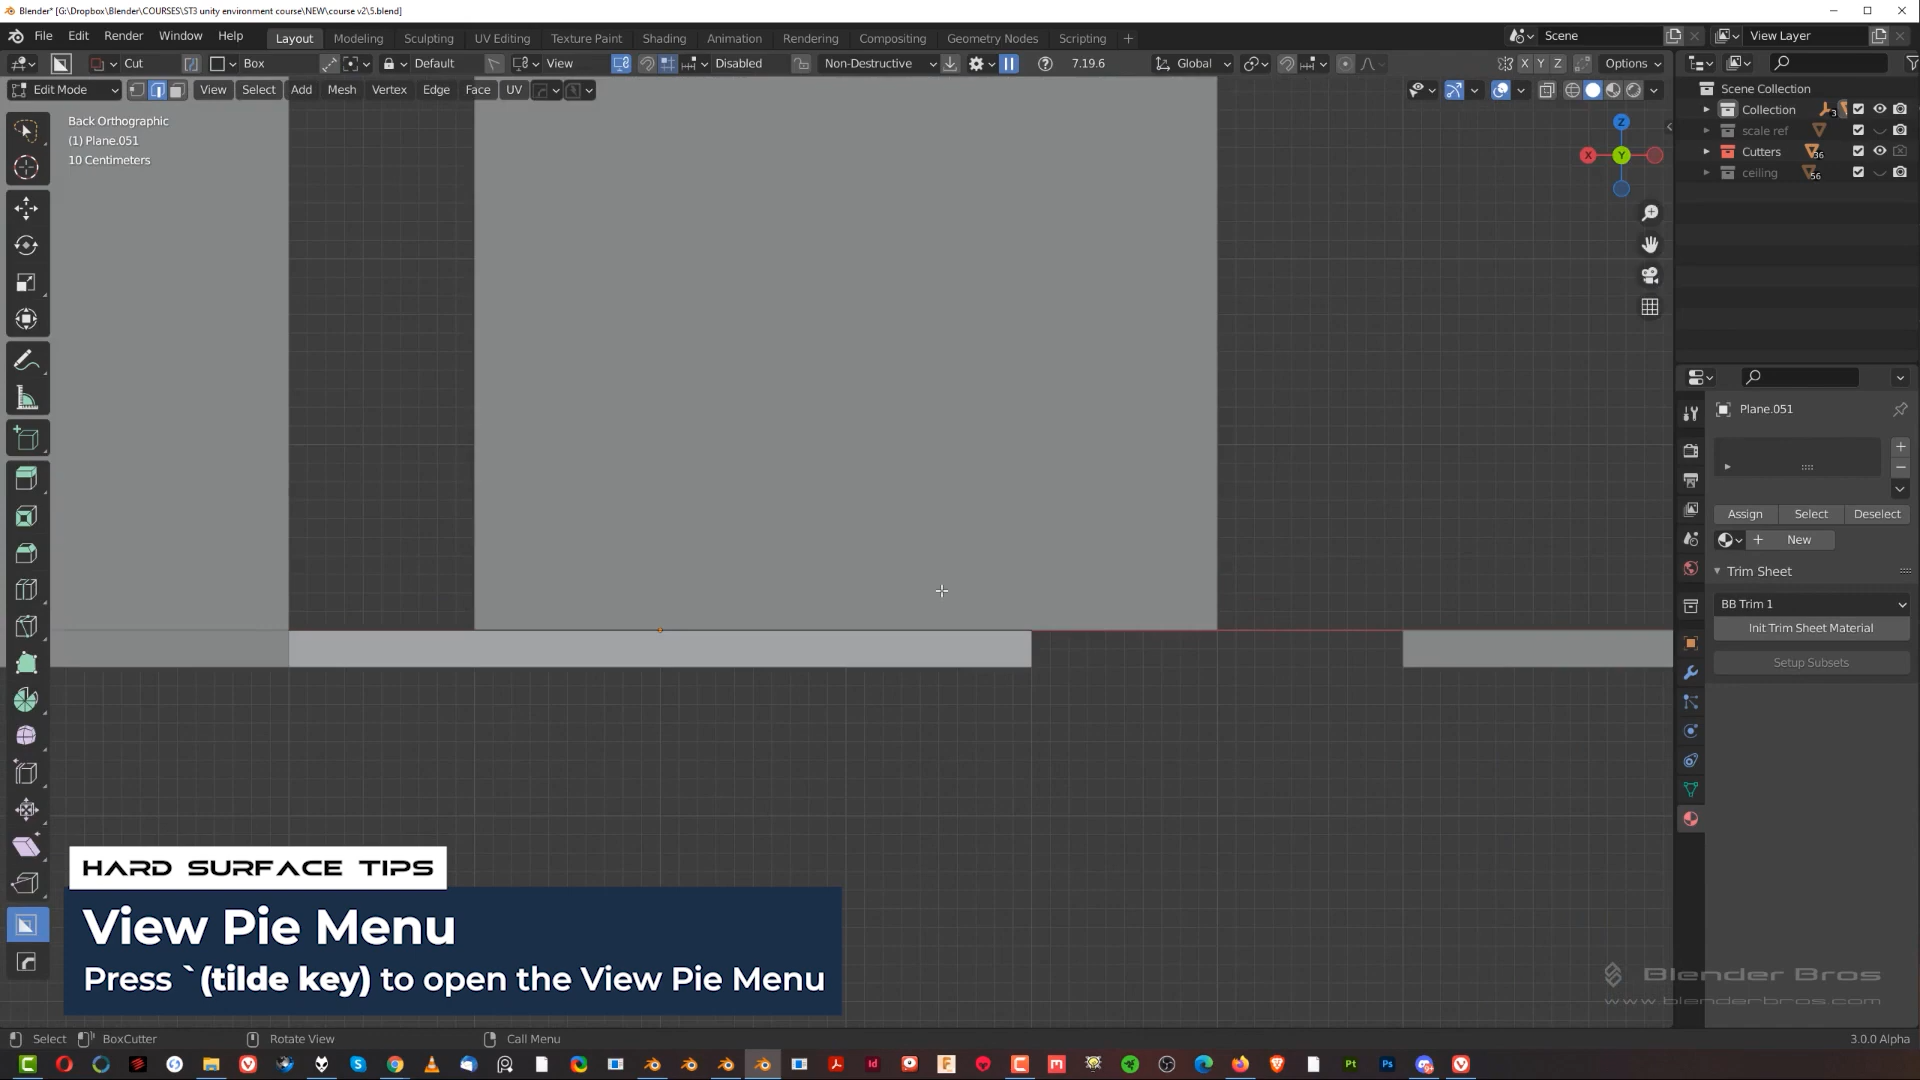 Blender* [G:\Dropbox\Blender\COURSES\ST3 unity environment course\NEW\course v2\5.blend]
File Edit Render Window Help Layout Modeling Sculpting UV Editing Texture Paint Shading Animation Rendering Compositing Geometry Nodes Scripting + Scene View Layer
Cut Box Default View Disabled Non-Destructive 7.19.6 Global X Y Z Options
Edit Mode View Select Add Mesh Vertex Edge Face UV
Back Orthographic
(1) Plane.051
10 Centimeters
Z
X
Y
Scene Collection
Collection 3
scale ref
Cutters 36
ceiling 56
Plane.051
Assign Select Deselect
+ New
Trim Sheet
BB Trim 1
Init Trim Sheet Material
Setup Subsets
HARD SURFACE TIPS
View Pie Menu
Press `(tilde key) to open the View Pie Menu
Blender Bros
www.blenderbros.com
Select BoxCutter Rotate View Call Menu 3.0.0 Alpha